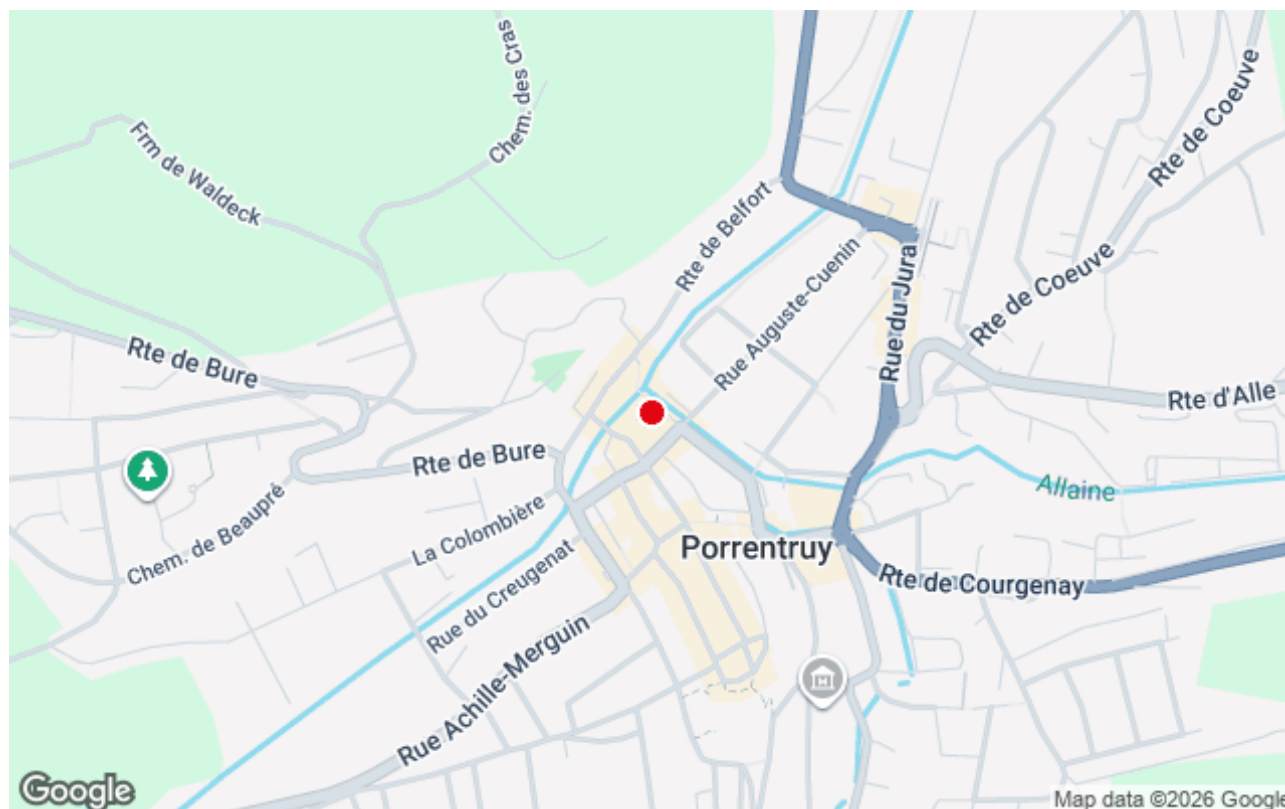 Chem. des Cras
Frm de Waldeck
Rte de Coeuve
Rte de Belfort
Rue Auguste-Cuenin
Rue du Jura
Rte de Coeuve
Rte de Bure
Rte d'Alle
Rte de Bure
Allaine
Chem. de Beaupré
La Colombière
Porrentruy
Rue du Creugenat
Rte de Courgenay
Rue Achille-Merguin
Google
Map data ©2026 Google